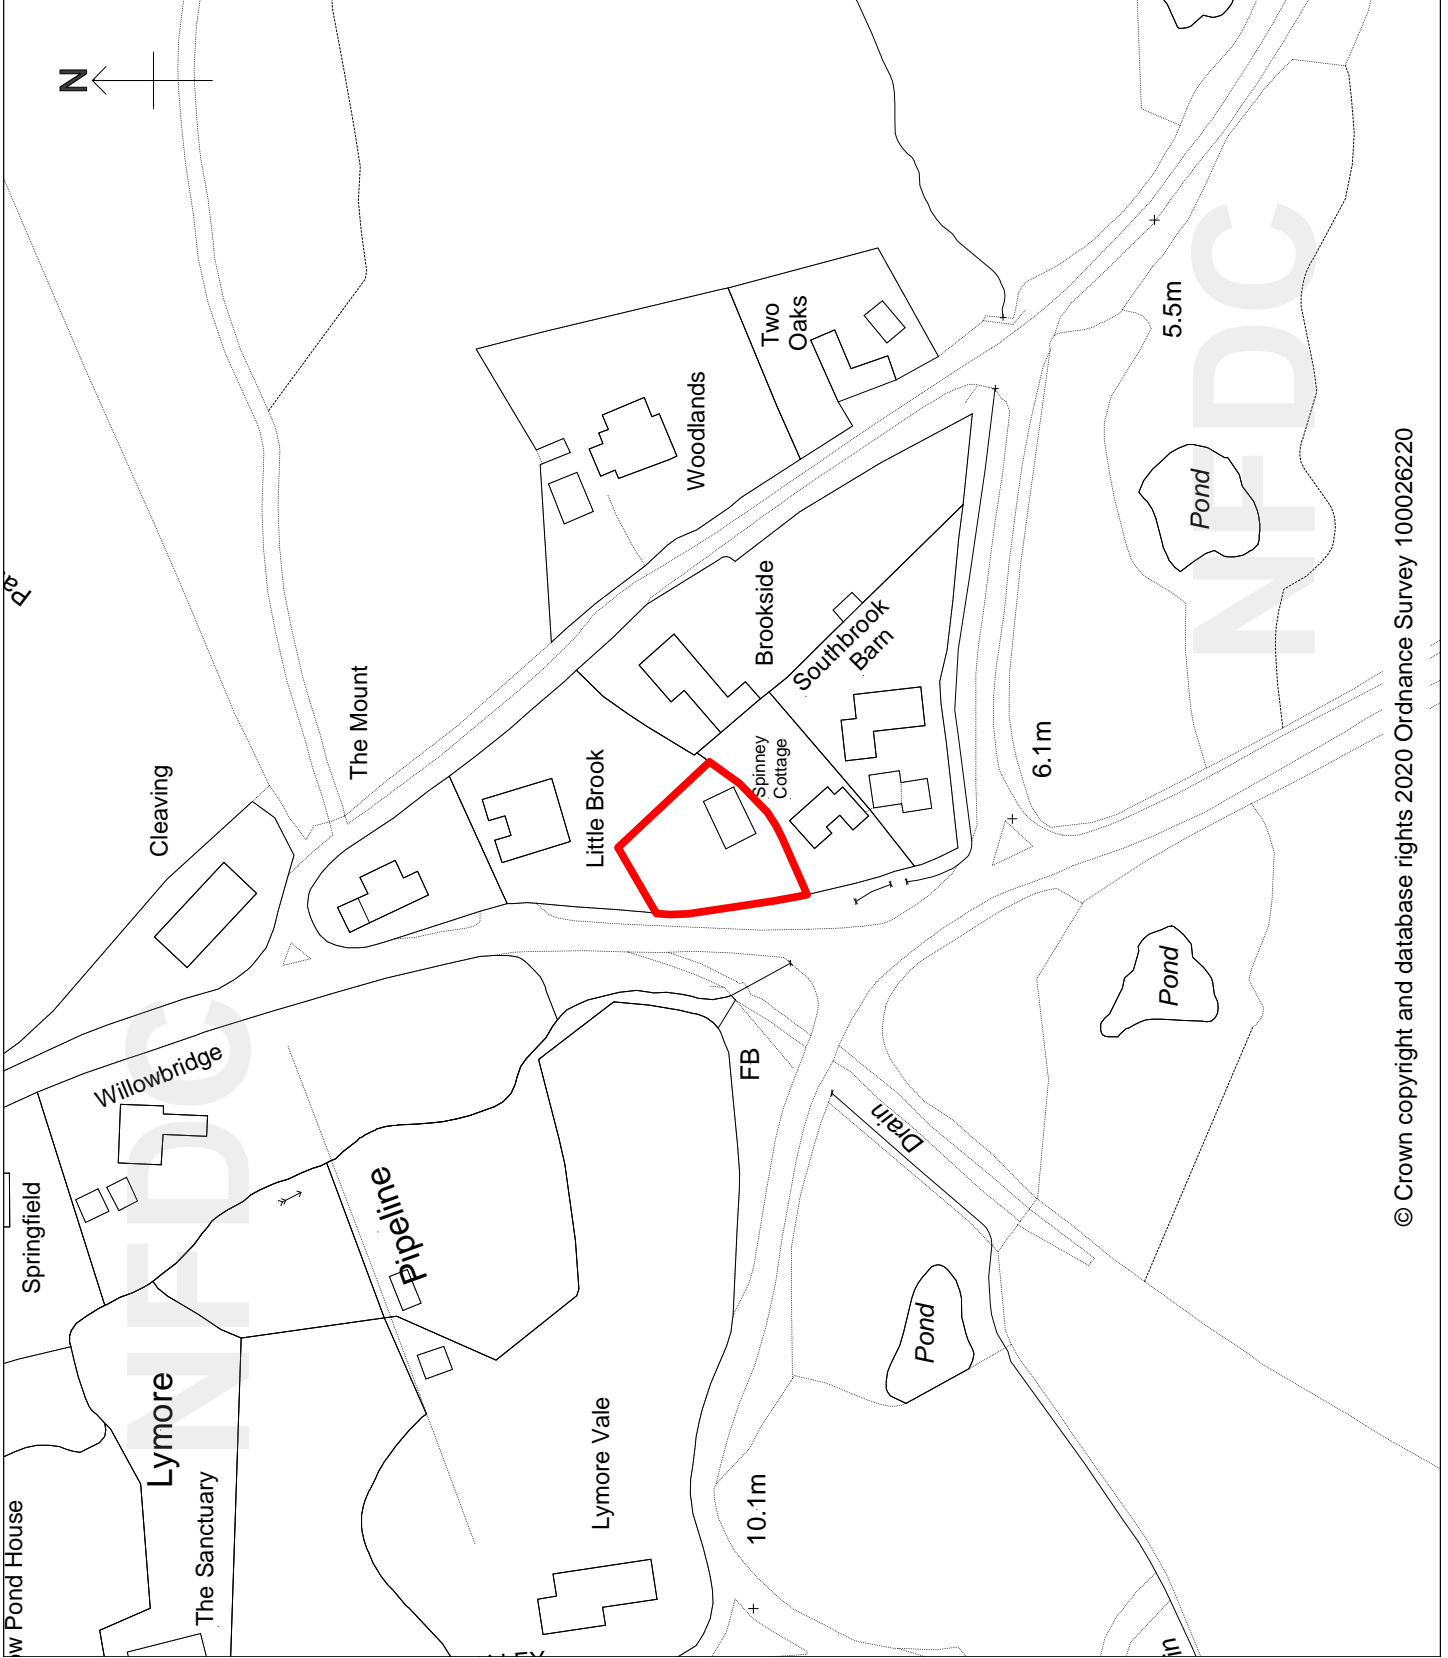 N
Cleaving
The Mount
Woodlands
Two
Oaks
5.5m
Pond
Brookside
Southbrook
Barn
Little Brook
Spinney
Cottage
6.1m
Willowbridge
Springfield
Pipeline
FB
Drain
Pond
Pond
Lymore
The Sanctuary
Pond House
Lymore Vale
10.1m
NFDC
NFDC
© Crown copyright and database rights 2020 Ordnance Survey 100026220